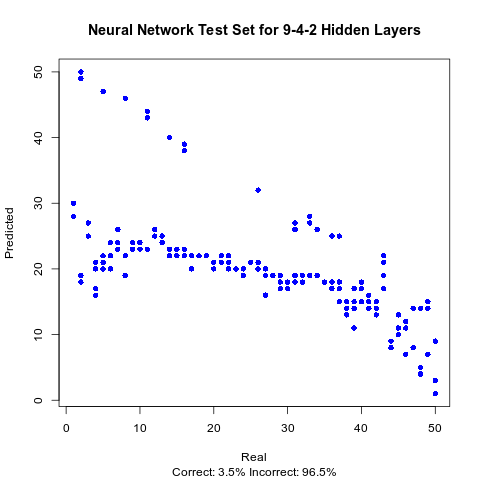 Neural Network Test Set for 9-4-2 Hidden Layers
Predicted
50
40
30
20
10
0
0 10 20 30 40 50
Real
Correct: 3.5% Incorrect: 96.5%